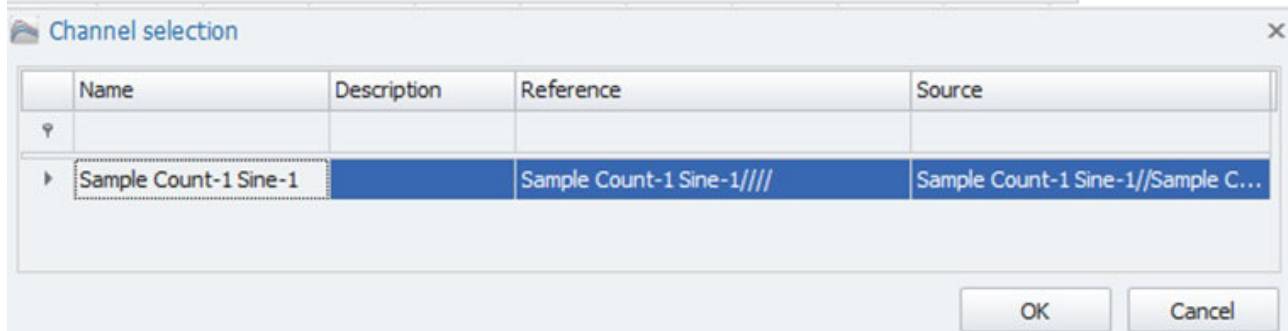 Channel selection
Name Description Reference Source
Sample Count-1 Sine-1 Sample Count-1 Sine-1//// Sample Count-1 Sine-1//Sample C...
OK Cancel